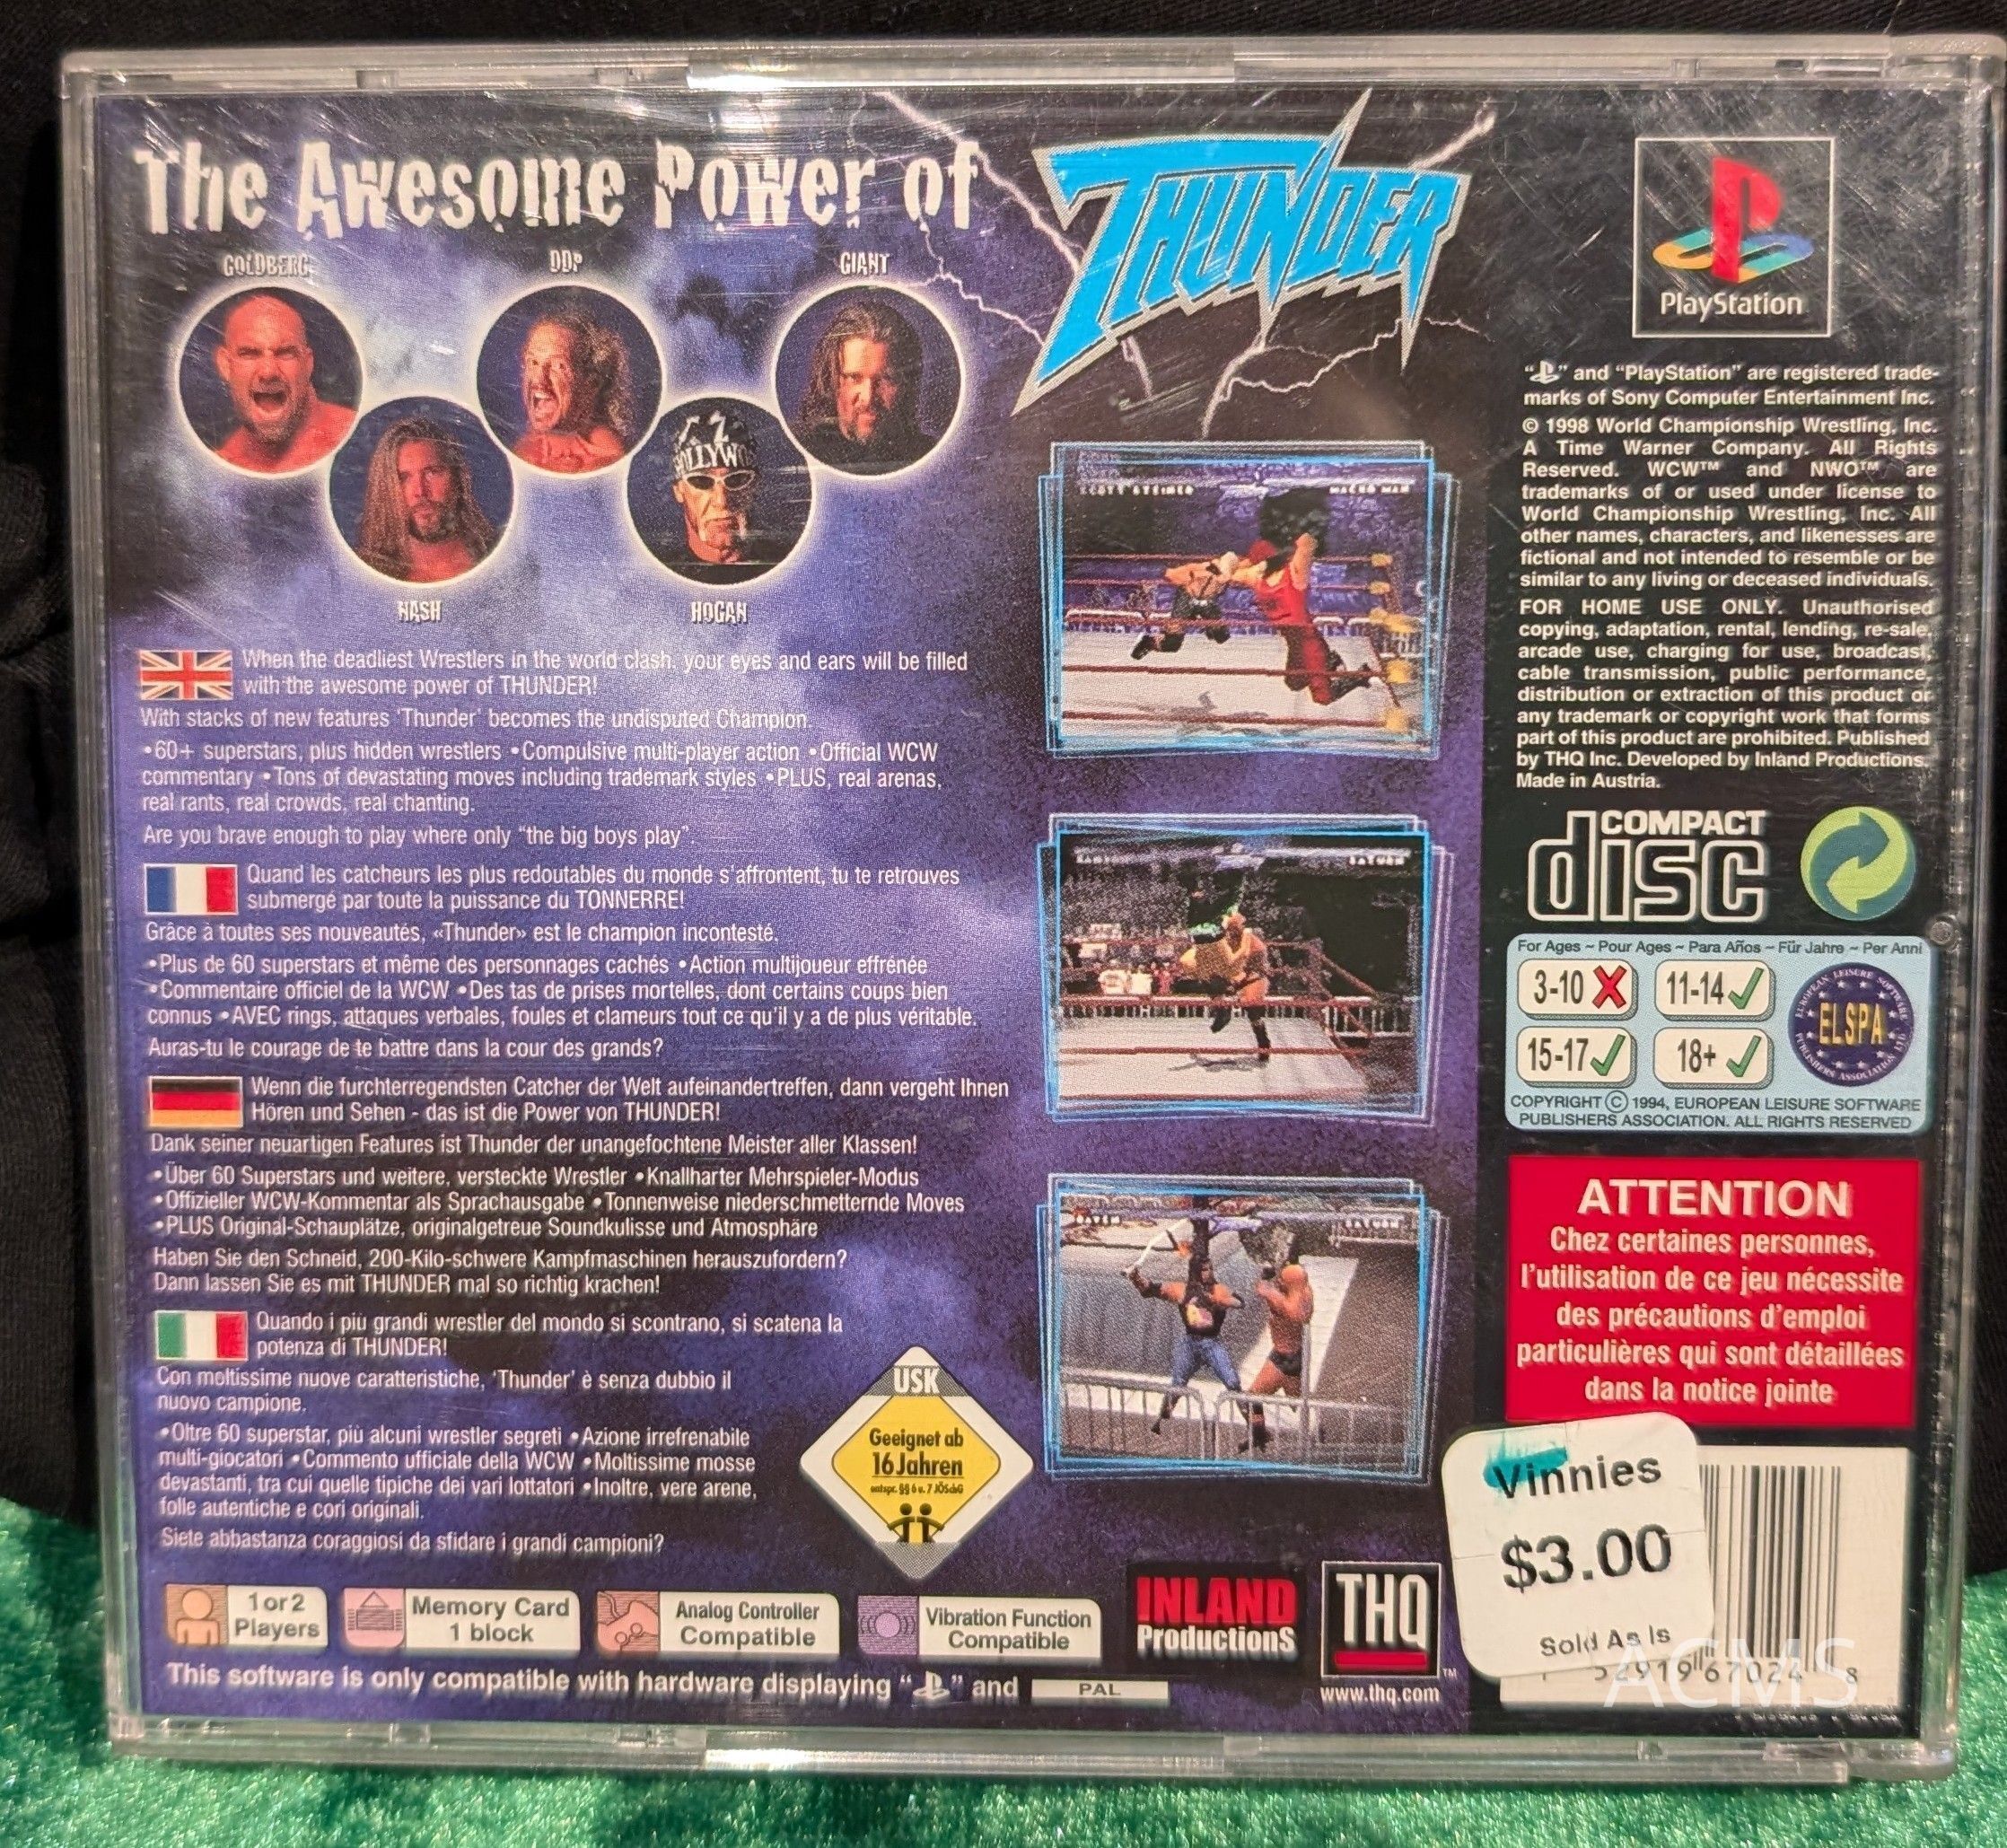 The Awesome Power of
THUNDER
GOLDBERG
DDP
GIANT
NASH
HOGAN
When the deadliest Wrestlers in the world clash, your eyes and ears will be filled
with the awesome power of THUNDER!
With stacks of new features 'Thunder' becomes the undisputed Champion.
•60+ superstars, plus hidden wrestlers •Compulsive multi-player action •Official WCW
commentary •Tons of devastating moves including trademark styles •PLUS, real arenas,
real rants, real crowds, real chanting.
Are you brave enough to play where only "the big boys play".
Quand les catcheurs les plus redoutables du monde s'affrontent, tu te retrouves
submergé par toute la puissance du TONNERRE!
Grâce à toutes ses nouveautés, «Thunder» est le champion incontesté.
•Plus de 60 superstars et même des personnages cachés •Action multijoueur effrénée
•Commentaire officiel de la WCW •Des tas de prises mortelles, dont certains coups bien
connus •AVEC rings, attaques verbales, foules et clameurs tout ce qu'il y a de plus véritable.
Auras-tu le courage de te battre dans la cour des grands?
Wenn die furchterregendsten Catcher der Welt aufeinandertreffen, dann vergeht Ihnen
Hören und Sehen - das ist die Power von THUNDER!
Dank seiner neuartigen Features ist Thunder der unangefochtene Meister aller Klassen!
•Über 60 Superstars und weitere, versteckte Wrestler •Knallharter Mehrspieler-Modus
•Offizieller WCW-Kommentar als Sprachausgabe •Tonnenweise niederschmetternde Moves
•PLUS Original-Schauplätze, originalgetreue Soundkulisse und Atmosphäre
Haben Sie den Schneid, 200-Kilo-schwere Kampfmaschinen herauszufordern?
Dann lassen Sie es mit THUNDER mal so richtig krachen!
Quando i più grandi wrestler del mondo si scontrano, si scatena la
potenza di THUNDER!
Con moltissime nuove caratteristiche, 'Thunder' è senza dubbio il
nuovo campione.
•Oltre 60 superstar, più alcuni wrestler segreti •Azione irrefrenabile
multi-giocatori •Commento ufficiale della WCW •Moltissime mosse
devastanti, tra cui quelle tipiche dei vari lottatori •Inoltre, vere arene,
folle autentiche e cori originali.
Siete abbastanza coraggiosi da sfidare i grandi campioni?
USK
Geeignet ab
16 Jahren
entspr. §§ 6 u. 7 JÖSchG
1 or 2
Players
Memory Card
1 block
Analog Controller
Compatible
Vibration Function
Compatible
This software is only compatible with hardware displaying "PS" and PAL
SCOTT STEINER
MACHO MAN
SATURN
SATURN
INLAND
ProductionS
THQ
™
www.thq.com
PlayStation
"PS" and "PlayStation" are registered trade-
marks of Sony Computer Entertainment Inc.
© 1998 World Championship Wrestling, Inc.
A Time Warner Company. All Rights
Reserved. WCW™ and NWO™ are
trademarks of or used under license to
World Championship Wrestling, Inc. All
other names, characters, and likenesses are
fictional and not intended to resemble or be
similar to any living or deceased individuals.
FOR HOME USE ONLY. Unauthorised
copying, adaptation, rental, lending, re-sale,
arcade use, charging for use, broadcast,
cable transmission, public performance,
distribution or extraction of this product or
any trademark or copyright work that forms
part of this product are prohibited. Published
by THQ Inc. Developed by Inland Productions.
Made in Austria.
COMPACT
disc
For Ages ~ Pour Ages ~ Para Años ~ Für Jahre ~ Per Anni
3-10
11-14
15-17
18+
EUROPEAN LEISURE SOFTWARE
ELSPA
PUBLISHERS ASSOCIATION LTD.
COPYRIGHT © 1994, EUROPEAN LEISURE SOFTWARE
PUBLISHERS ASSOCIATION. ALL RIGHTS RESERVED
ATTENTION
Chez certaines personnes,
l'utilisation de ce jeu nécessite
des précautions d'emploi
particulières qui sont détaillées
dans la notice jointe
Vinnies
$3.00
Sold As Is
52919 67024 8
ACMS